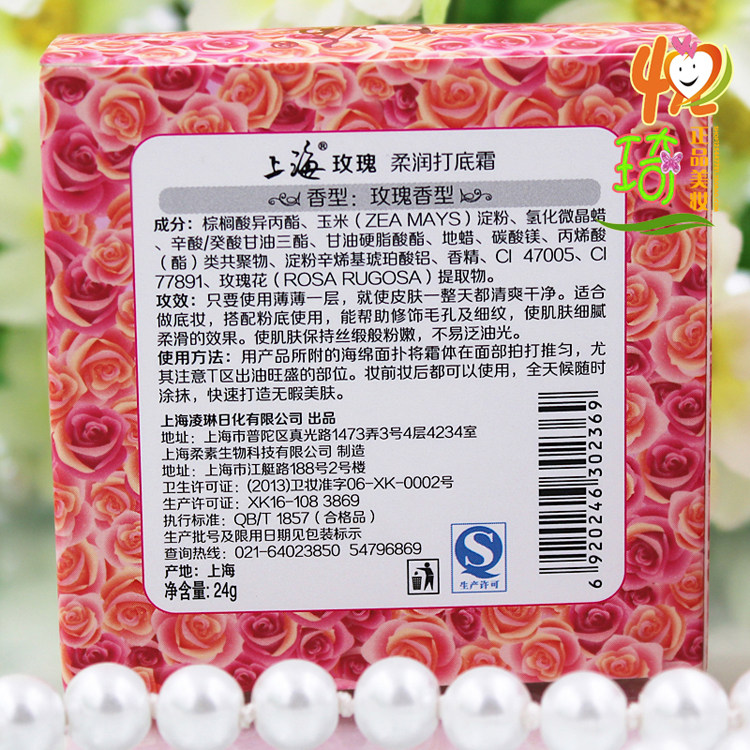 上海® 玫瑰 柔润打底霜
香型：玫瑰香型
成分：棕榈酸异丙酯、玉米（ZEA MAYS）淀粉、氢化微晶蜡
、辛酸/癸酸甘油三酯、甘油硬脂酸酯、地蜡、碳酸镁、丙烯酸
（酯）类共聚物、淀粉辛烯基琥珀酸铝、香精、CI 47005、CI
77891、玫瑰花（ROSA RUGOSA）提取物。
玫效：只要使用薄薄一层，就使皮肤一整天都清爽干净。适合
做底妆，搭配粉底使用，能帮助修饰毛孔及细纹，使肌肤细腻
柔滑的效果。使肌肤保持丝缎般粉嫩，不易泛油光。
使用方法：用产品所附的海绵面扑将霜体在面部拍打推匀，尤
其注意T区出油旺盛的部位。妆前妆后都可以使用，全天候随时
涂抹，快速打造无暇美肤。
上海凌琳日化有限公司 出品
地址：上海市普陀区真光路1473弄3号4层4234室
上海柔素生物科技有限公司 制造
地址：上海市江艇路188号2号楼
卫生许可证：(2013)卫妆准字06-XK-0002号
生产许可证：XK16-108 3869
执行标准：QB/T 1857（合格品）
生产批号及限用日期见包装标示
查询热线：021-64023850 54796869
产地：上海
净含量：24g
生产许可
6920246302369
琦
正品美妆